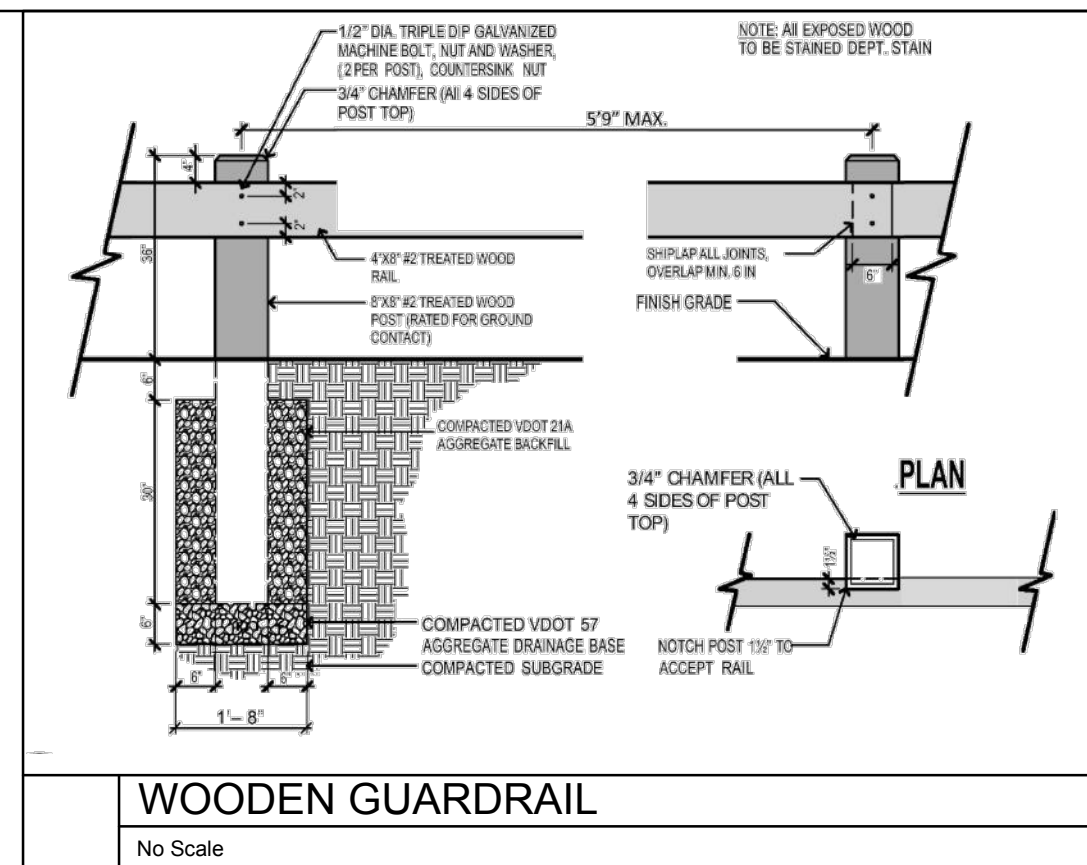 1/2" DIA. TRIPLE DIP GALVANIZED
MACHINE BOLT, NUT AND WASHER,
(2 PER POST), COUNTERSINK NUT
3/4" CHAMFER (All 4 SIDES OF
POST TOP)
NOTE: All EXPOSED WOOD
TO BE STAINED DEPT. STAIN
5'9" MAX.
4"
2"
2"
36"
4"X8" #2 TREATED WOOD
RAIL
8"X8" #2 TREATED WOOD
POST (RATED FOR GROUND
CONTACT)
SHIPLAP ALL JOINTS,
OVERLAP MIN. 6 IN
6"
FINISH GRADE
6"
COMPACTED VDOT 21A
AGGREGATE BACKFILL
30"
6"
COMPACTED VDOT 57
AGGREGATE DRAINAGE BASE
COMPACTED SUBGRADE
6"
6"
1'– 8"
PLAN
3/4" CHAMFER (ALL
4 SIDES OF POST
TOP)
1½"
NOTCH POST 1½" TO
ACCEPT RAIL
WOODEN GUARDRAIL
No Scale